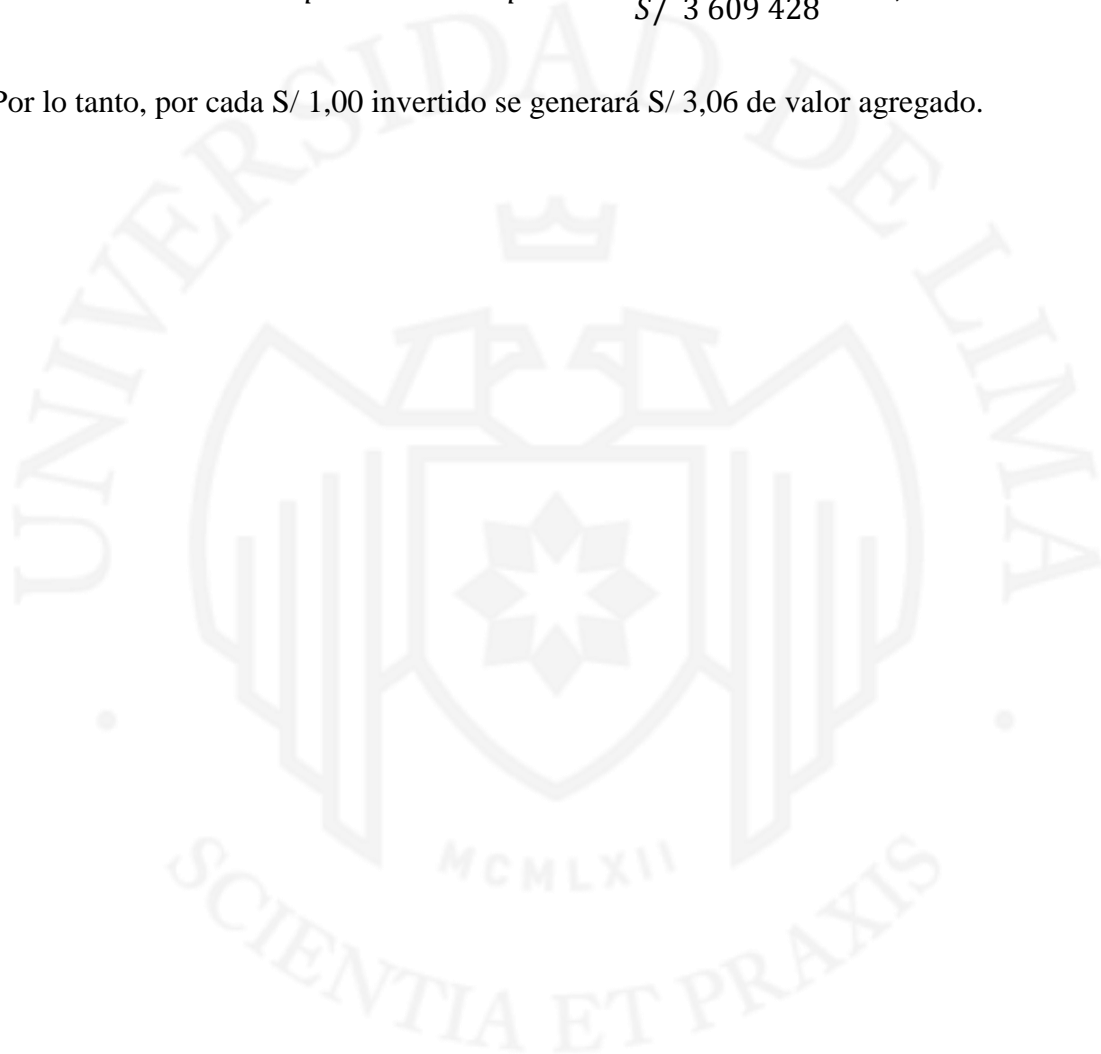 S/ 3 609 428
Por lo tanto, por cada S/ 1,00 invertido se generará S/ 3,06 de valor agregado.
UNIVERSIDAD DE LIMA
MCMLXII
SCIENTIA ET PRAXIS